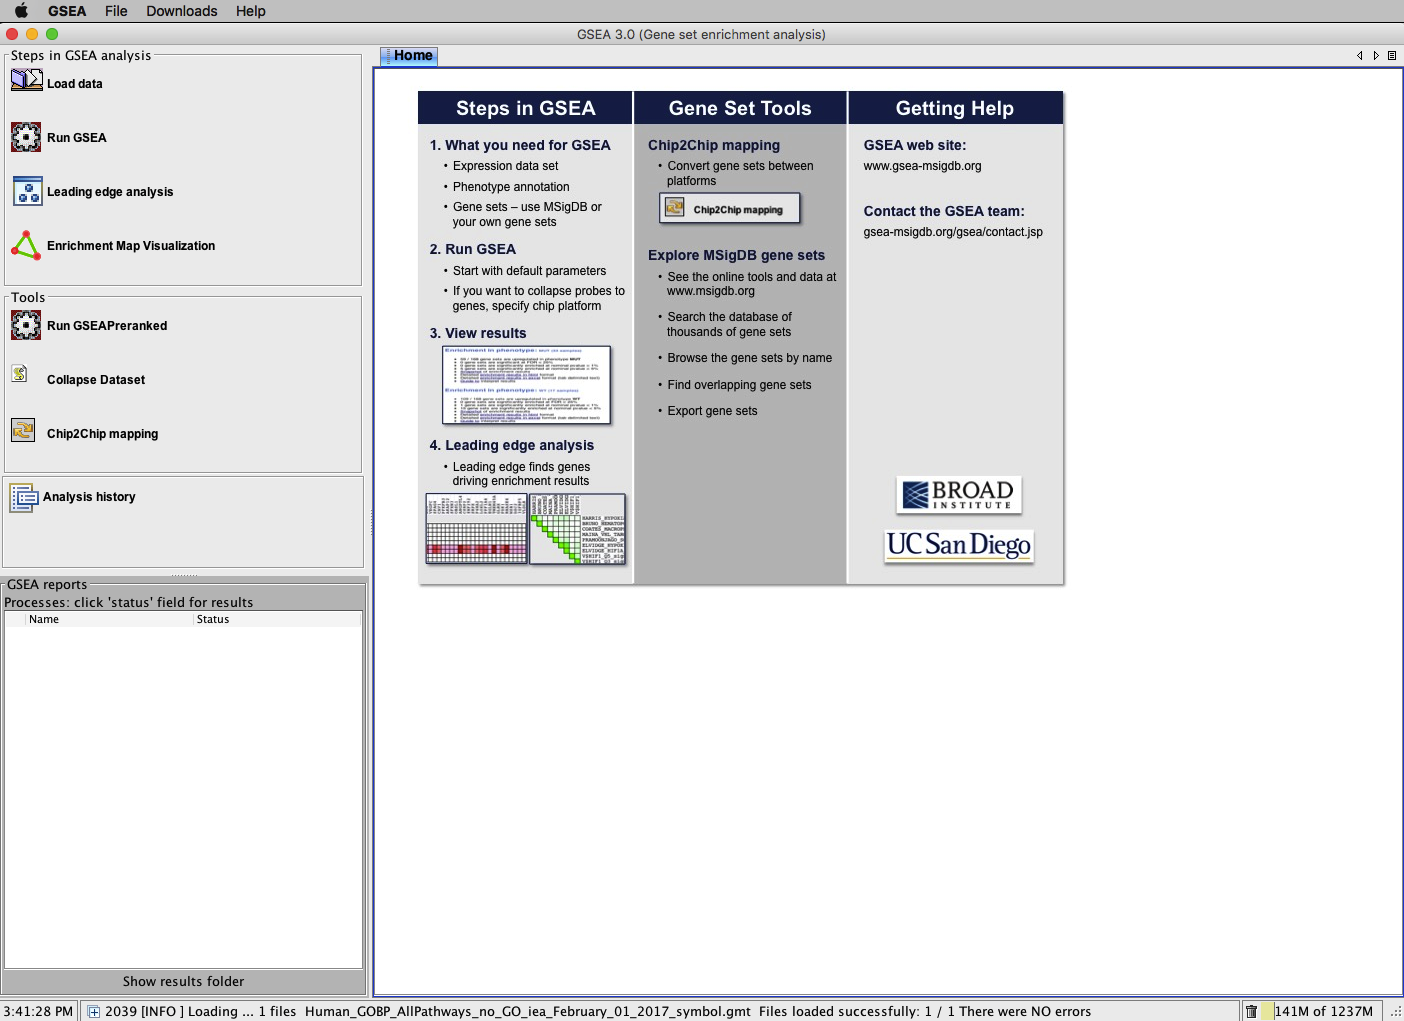 GSEA File Downloads Help
GSEA 3.0 (Gene set enrichment analysis)
Steps in GSEA analysis
Load data
Run GSEA
Leading edge analysis
Enrichment Map Visualization
Tools
Run GSEAPreranked
Collapse Dataset
Chip2Chip mapping
Analysis history
GSEA reports
Processes: click 'status' field for results
Name Status
Show results folder
Home
Steps in GSEA
1. What you need for GSEA
• Expression data set
• Phenotype annotation
• Gene sets – use MSigDB or
your own gene sets
2. Run GSEA
• Start with default parameters
• If you want to collapse probes to
genes, specify chip platform
3. View results
Enrichment in phenotype:
Enrichment in phenotype:
4. Leading edge analysis
• Leading edge finds genes
driving enrichment results
Gene Set Tools
Chip2Chip mapping
• Convert gene sets between
platforms
Chip2Chip mapping
Explore MSigDB gene sets
• See the online tools and data at
www.msigdb.org
• Search the database of
thousands of gene sets
• Browse the gene sets by name
• Find overlapping gene sets
• Export gene sets
Getting Help
GSEA web site:
www.gsea-msigdb.org
Contact the GSEA team:
gsea-msigdb.org/gsea/contact.jsp
BROAD
INSTITUTE
UC San Diego
3:41:28 PM 2039 [INFO ] Loading ... 1 files Human_GOBP_AllPathways_no_GO_iea_February_01_2017_symbol.gmt Files loaded successfully: 1 / 1 There were NO errors 141M of 1237M